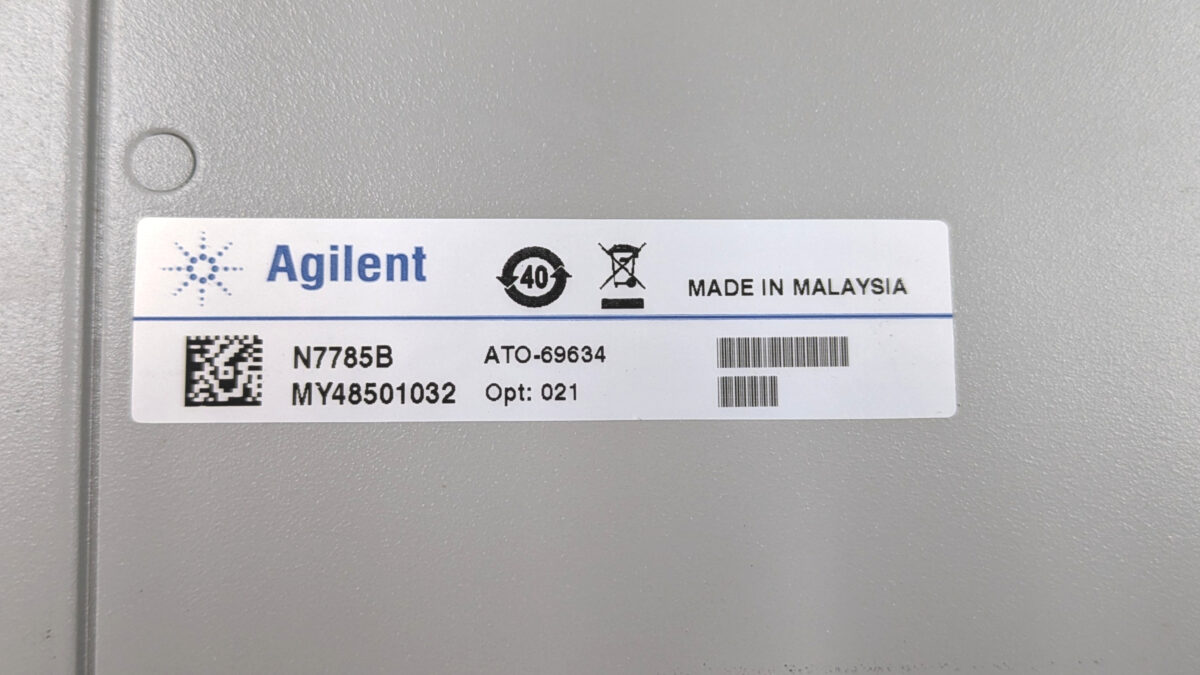 Agilent
40
MADE IN MALAYSIA
N7785B
ATO-69634
MY48501032
Opt: 021